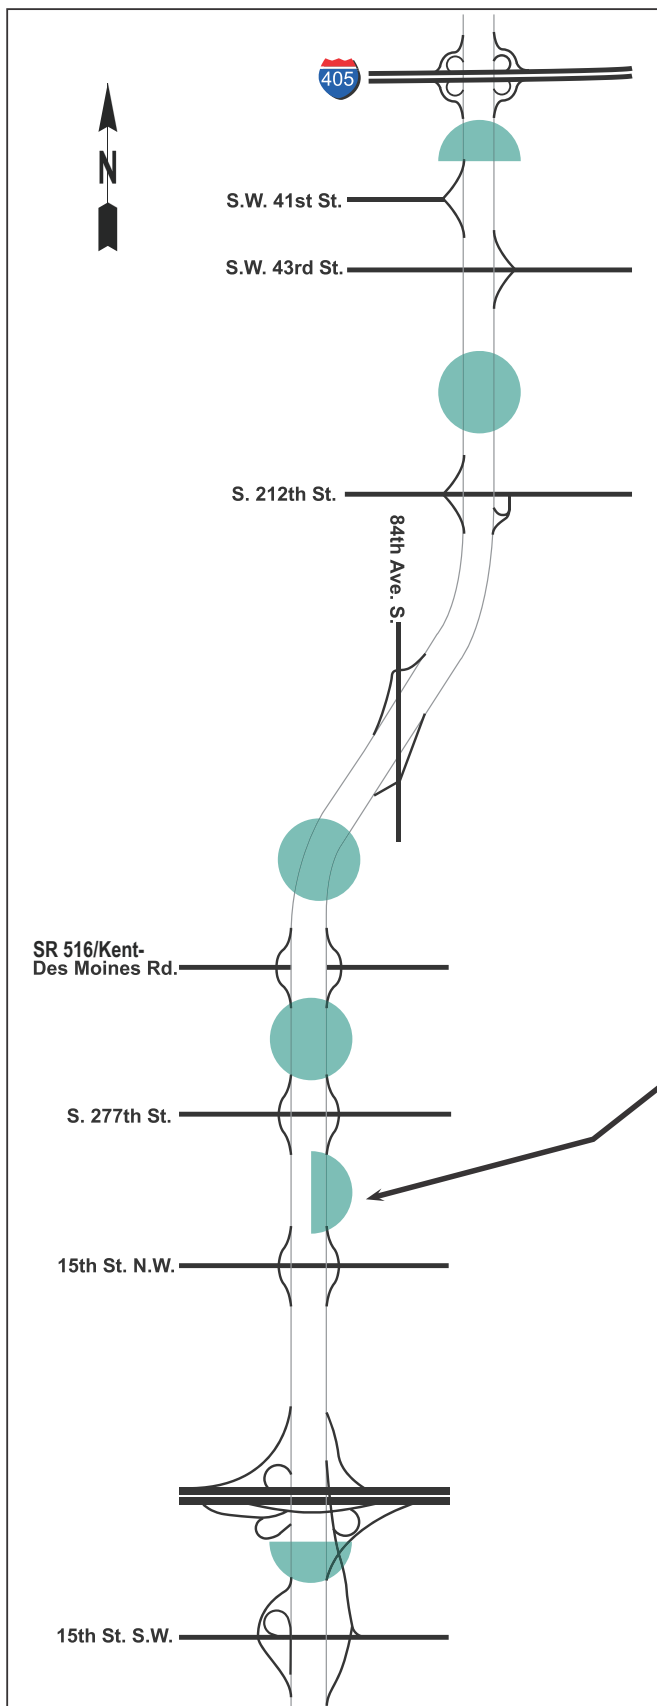 405
N
S.W. 41st St.
S.W. 43rd St.
S. 212th St.
84th Ave. S.
SR 516/Kent-
Des Moines Rd.
S. 277th St.
15th St. N.W.
15th St. S.W.